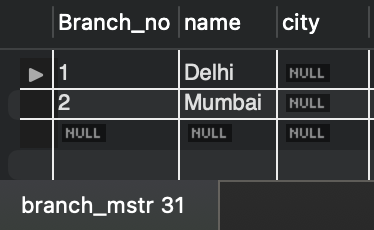 Branch_no name city
1 Delhi NULL
2 Mumbai NULL
NULL NULL NULL
branch_mstr 31